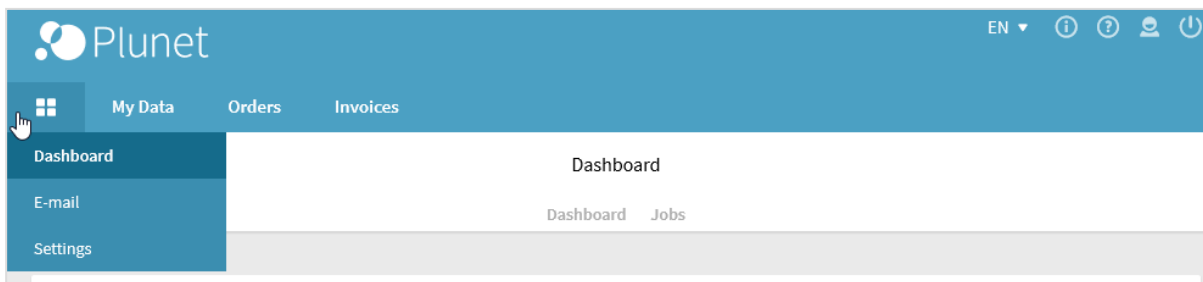 Plunet
EN
My Data Orders Invoices
Dashboard
E-mail
Settings
Dashboard
Dashboard Jobs